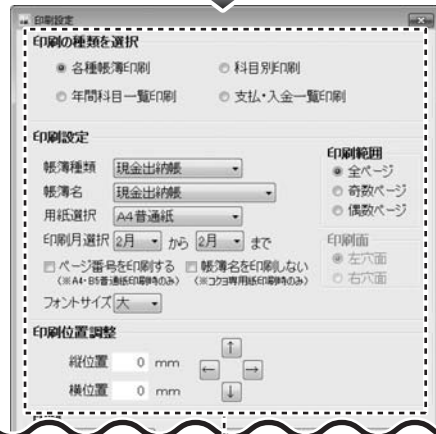 印刷設定
印刷の種類を選択
各種帳簿印刷 科目別印刷
年間科目一覧印刷 支払・入金一覧印刷
印刷設定
帳簿種類 現金出納帳
帳簿名 現金出納帳
用紙選択 A4普通紙
印刷月選択 2月 から 2月 まで
ページ番号を印刷する 帳簿名を印刷しない
(※A4・B5普通紙印刷時のみ) (※コクヨ専用紙印刷時のみ)
フォントサイズ 大
印刷範囲
全ページ
奇数ページ
偶数ページ
印刷面
左穴面
右穴面
印刷位置調整
縦位置 0 mm
横位置 0 mm
↑
← →
↓